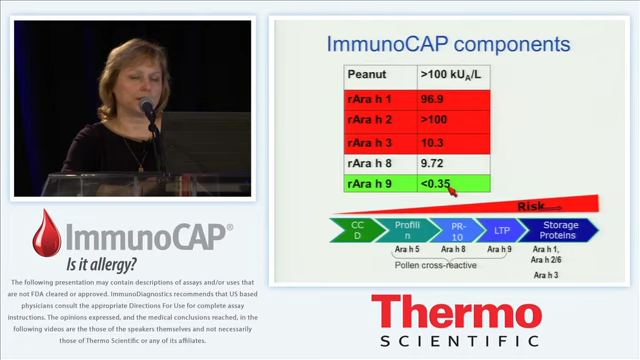 ImmunoCAP components
Peanut >100 kUA/L
rAra h 1 96.9
rAra h 2 >100
rAra h 3 10.3
rAra h 8 9.72
rAra h 9 <0.35
Risk
CC
D
Profili
n
PR-
10
LTP
Storage
Proteins
Ara h 5
Ara h 8
Ara h 9
Ara h 1,
Ara h 2/6
Ara h 3
Pollen cross-reactive
ImmunoCAP®
Is it allergy?
The following presentation may contain descriptions of assays and/or uses that
are not FDA cleared or approved. ImmunoDiagnostics recommends that US based
physicians consult the appropriate Directions For Use for complete assay
instructions. The opinions expressed, and the medical conclusions reached, in
the following videos are those of the speakers themselves and not necessarily
those of Thermo Scientific or any of its affiliates.
Thermo
SCIENTIFIC